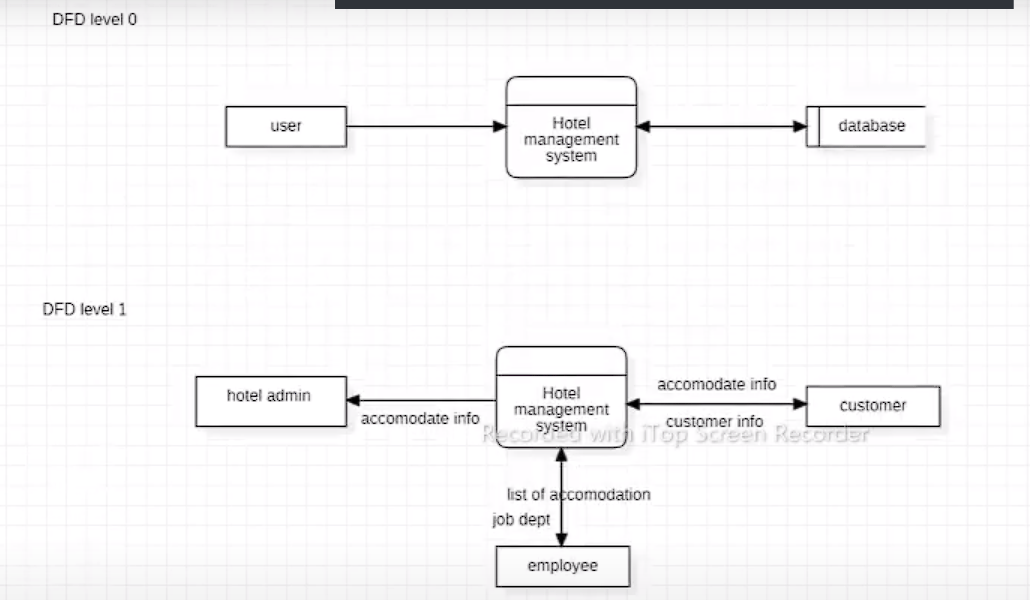 DFD level 0
user
Hotel
management
system
database
DFD level 1
hotel admin
accomodate info
Hotel
management
system
accomodate info
customer info
customer
Recorded with iTop Screen Recorder
list of accomodation
job dept
employee